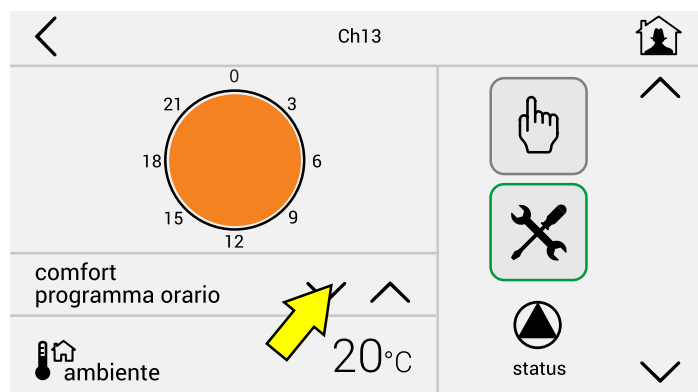 Ch13
0
21
3
18
6
15
9
12
comfort
programma orario
ambiente
20°C
status